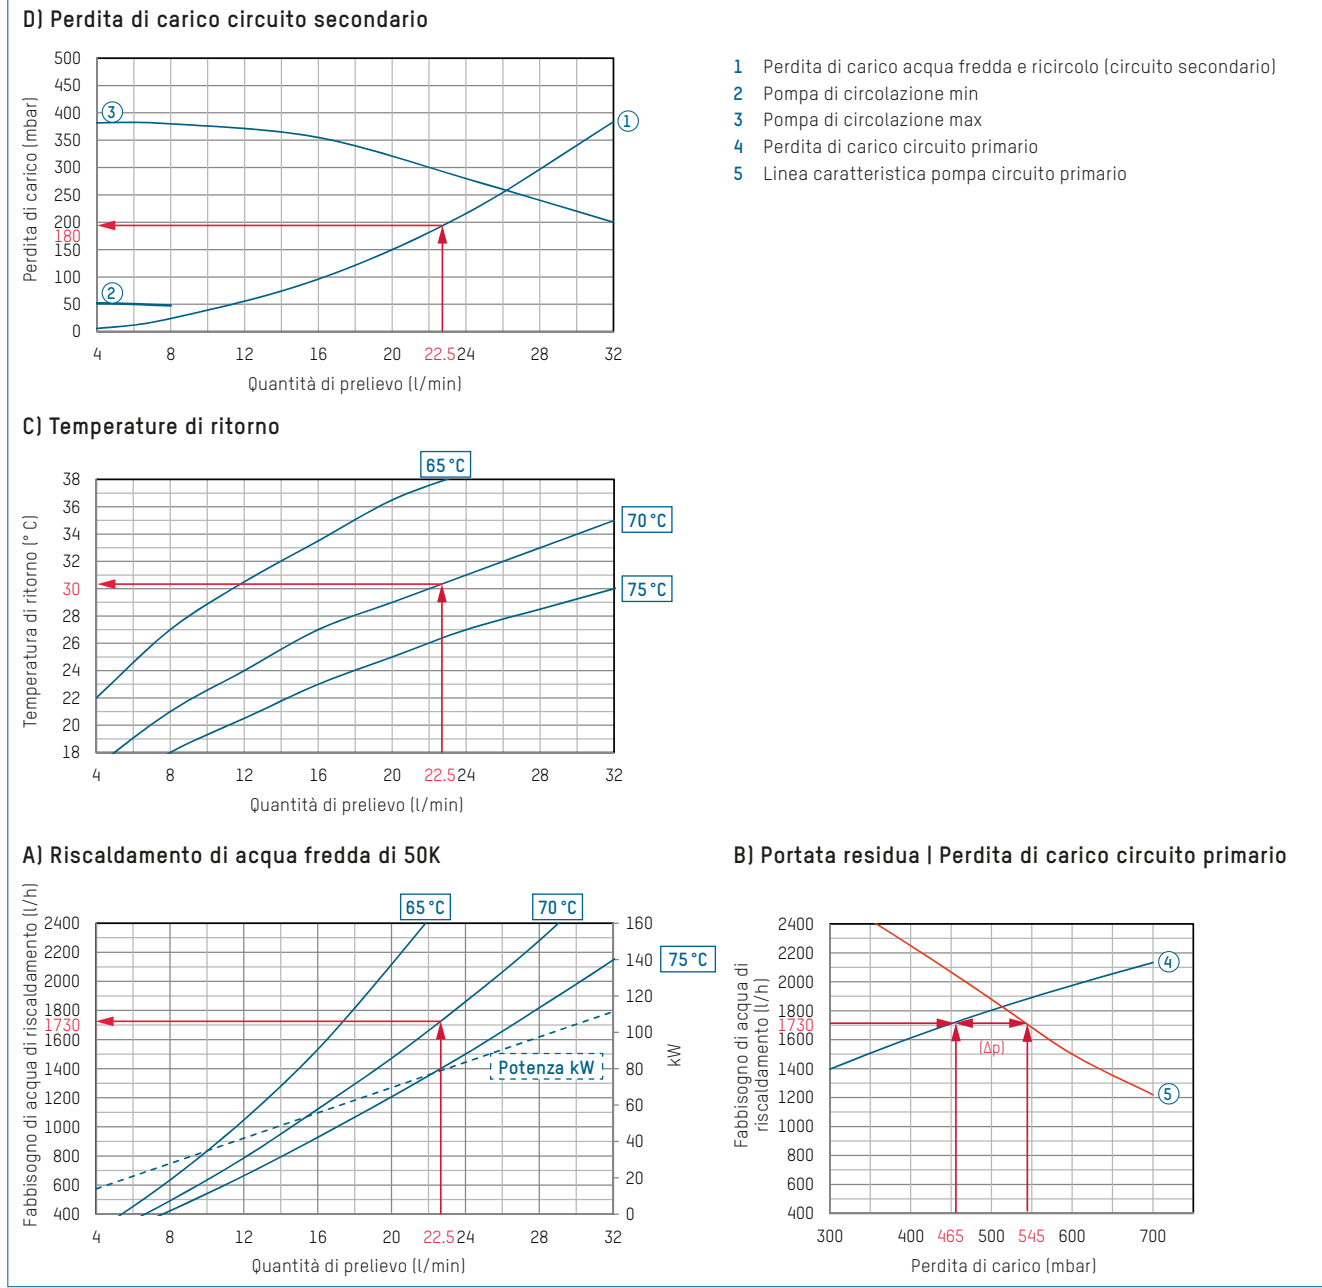 D) Perdita di carico circuito secondario
Perdita di carico (mbar)
500
450
400
350
300
250
200
180
150
100
50
0
3
2
1
4 8 12 16 20 22.5 24 28 32
Quantità di prelievo (l/min)
1 Perdita di carico acqua fredda e ricircolo (circuito secondario)
2 Pompa di circolazione min
3 Pompa di circolazione max
4 Perdita di carico circuito primario
5 Linea caratteristica pompa circuito primario
C) Temperature di ritorno
Temperatura di ritorno (° C)
38
36
34
32
30
28
26
24
22
20
18
65 °C
70 °C
75 °C
4 8 12 16 20 22.5 24 28 32
Quantità di prelievo (l/min)
A) Riscaldamento di acqua fredda di 50K
Fabbisogno di acqua di riscaldamento (l/h)
2400
2200
2000
1800
1730
1600
1400
1200
1000
800
600
400
65 °C
70 °C
75 °C
Potenza kW
160
140
120
100
80
60
40
20
0
kW
4 8 12 16 20 22.5 24 28 32
Quantità di prelievo (l/min)
B) Portata residua | Perdita di carico circuito primario
Fabbisogno di acqua di
riscaldamento (l/h)
2400
2200
2000
1800
1730
1600
1400
1200
1000
800
600
400
4
(Δp)
5
300 400 465 500 545 600 700
Perdita di carico (mbar)